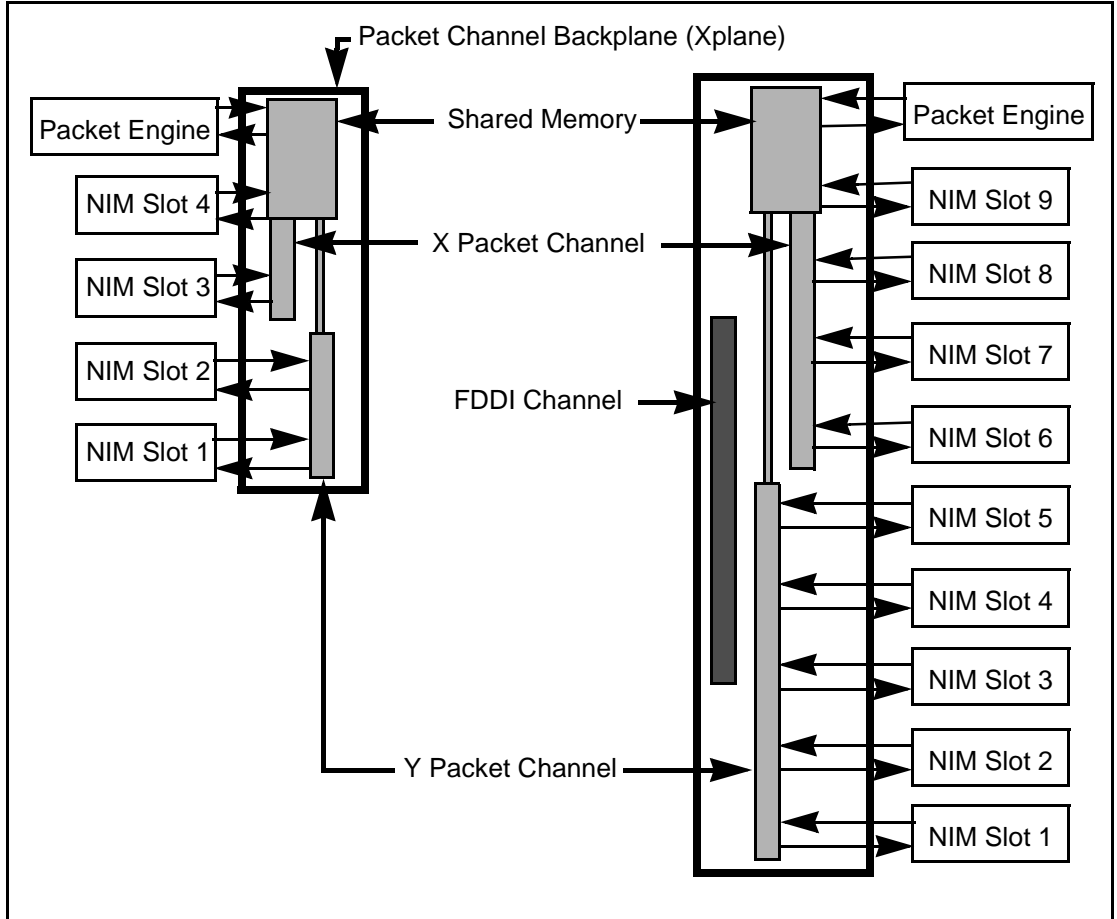 Packet Channel Backplane (Xplane)
Packet Engine
Shared Memory
Packet Engine
NIM Slot 4
NIM Slot 9
X Packet Channel
NIM Slot 3
NIM Slot 8
NIM Slot 2
NIM Slot 7
FDDI Channel
NIM Slot 1
NIM Slot 6
NIM Slot 5
NIM Slot 4
NIM Slot 3
Y Packet Channel
NIM Slot 2
NIM Slot 1